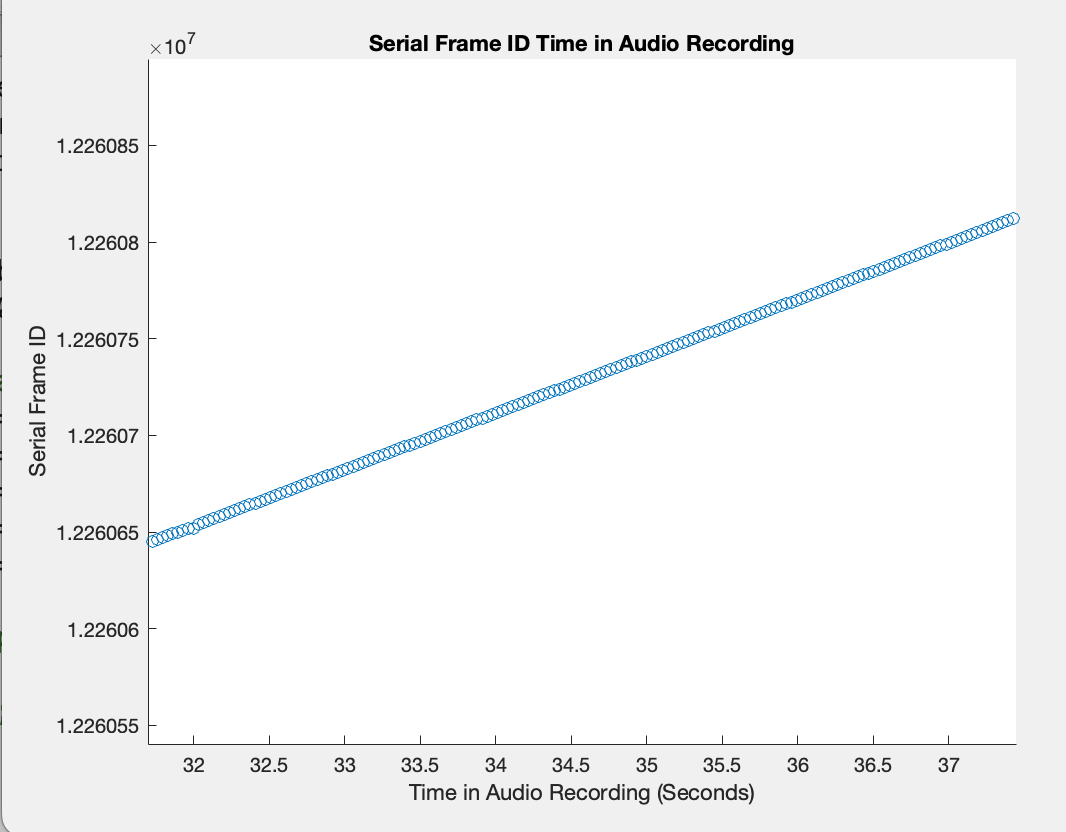 Serial Frame ID Time in Audio Recording
×10⁷
1.226085
1.22608
1.226075
1.22607
1.226065
1.22606
1.226055
Serial Frame ID
32 32.5 33 33.5 34 34.5 35 35.5 36 36.5 37
Time in Audio Recording (Seconds)